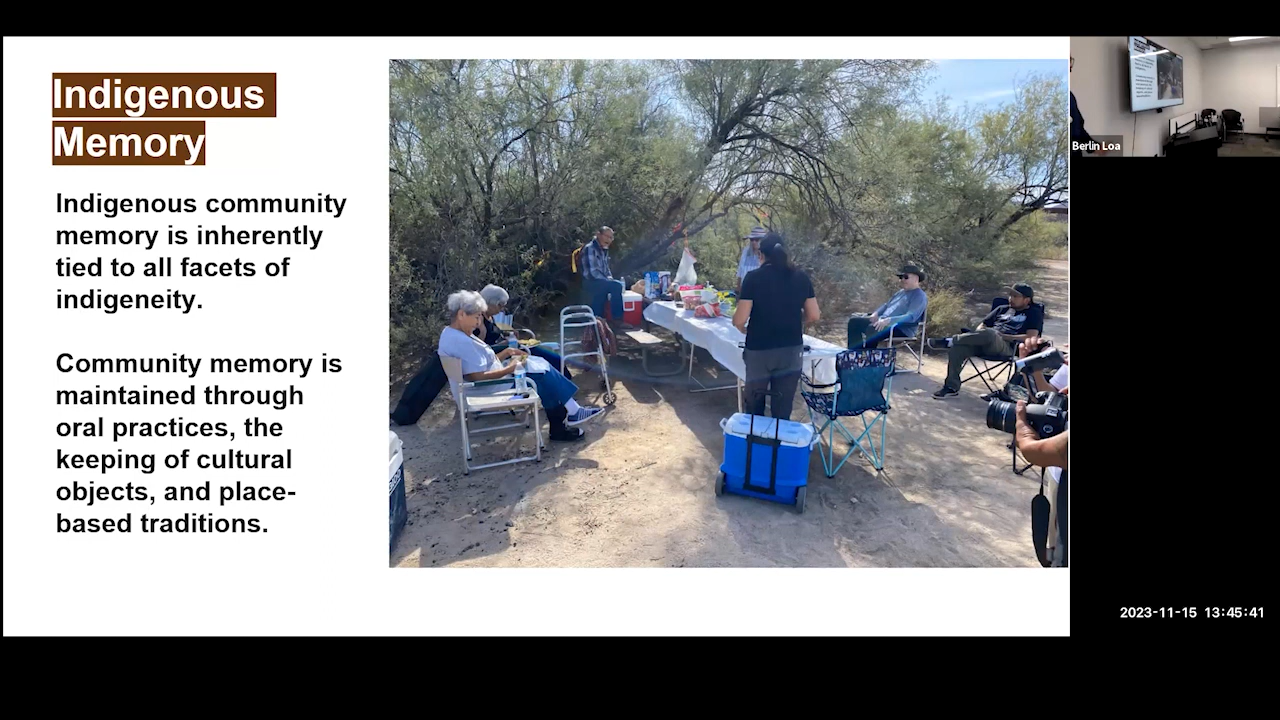 Indigenous
Memory
Indigenous community
memory is inherently
tied to all facets of
indigeneity.
Community memory is
maintained through
oral practices, the
keeping of cultural
objects, and place-
based traditions.
Berlin Loa
2023-11-15 13:45:41